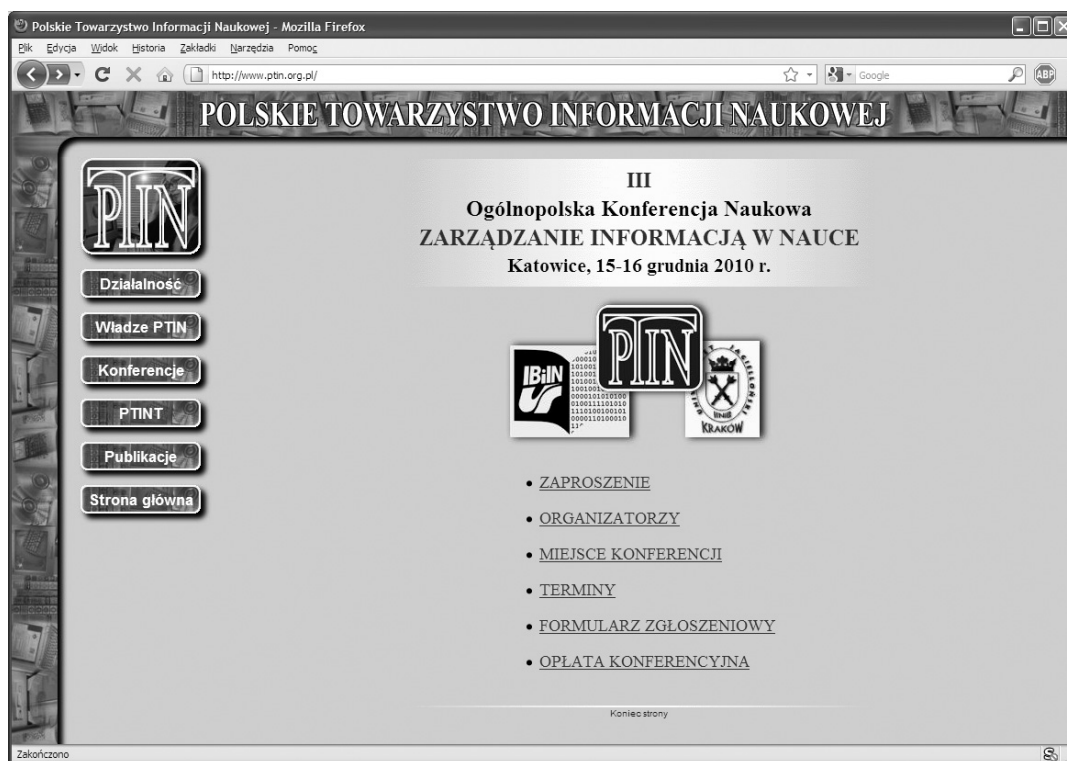 Polskie Towarzystwo Informacji Naukowej - Mozilla Firefox
Plik Edycja Widok Historia Zakładki Narzędzia Pomoc
http://www.ptin.org.pl/
Google
ABP
POLSKIE TOWARZYSTWO INFORMACJI NAUKOWEJ
PTIN
Działalność
Władze PTIN
Konferencje
PTINT
Publikacje
Strona główna
III
Ogólnopolska Konferencja Naukowa
ZARZĄDZANIE INFORMACJĄ W NAUCE
Katowice, 15-16 grudnia 2010 r.
PTIN
IBiIN
UŚ
KRAKÓW
• ZAPROSZENIE
• ORGANIZATORZY
• MIEJSCE KONFERENCJI
• TERMINY
• FORMULARZ ZGŁOSZENIOWY
• OPŁATA KONFERENCYJNA
Koniec strony
Zakończono